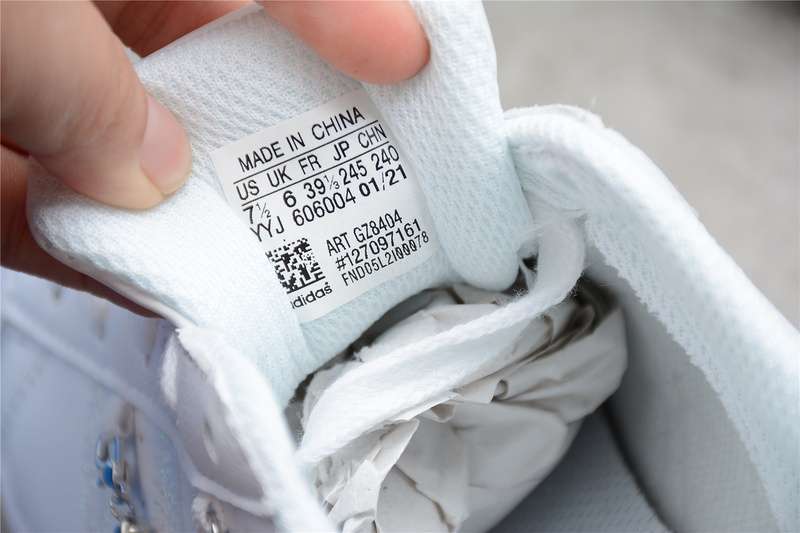 MADE IN CHINA
US UK FR JP CHN
7½ 6 39⅓ 245 240
YYJ 606004 01/21
ART GZ8404
#127097161
FND05L2I00078
adidas